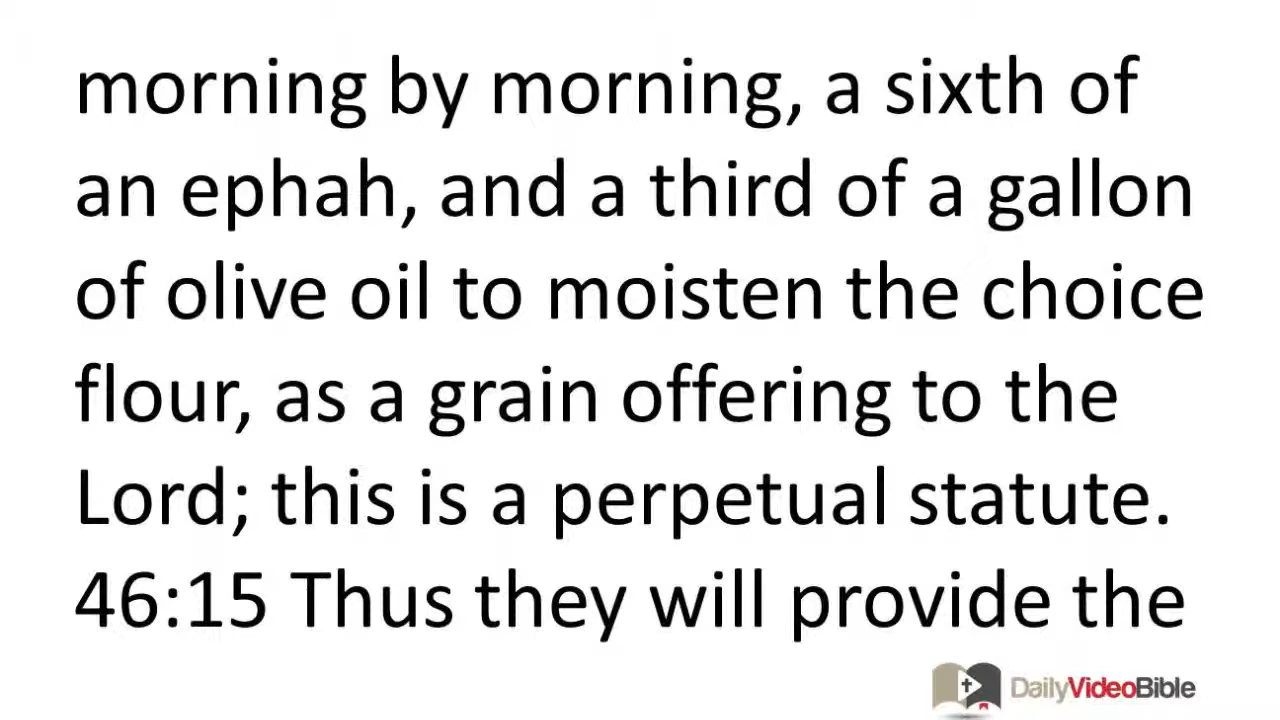 morning by morning, a sixth of
an ephah, and a third of a gallon
of olive oil to moisten the choice
flour, as a grain offering to the
Lord; this is a perpetual statute.
46:15 Thus they will provide the
DailyVideoBible